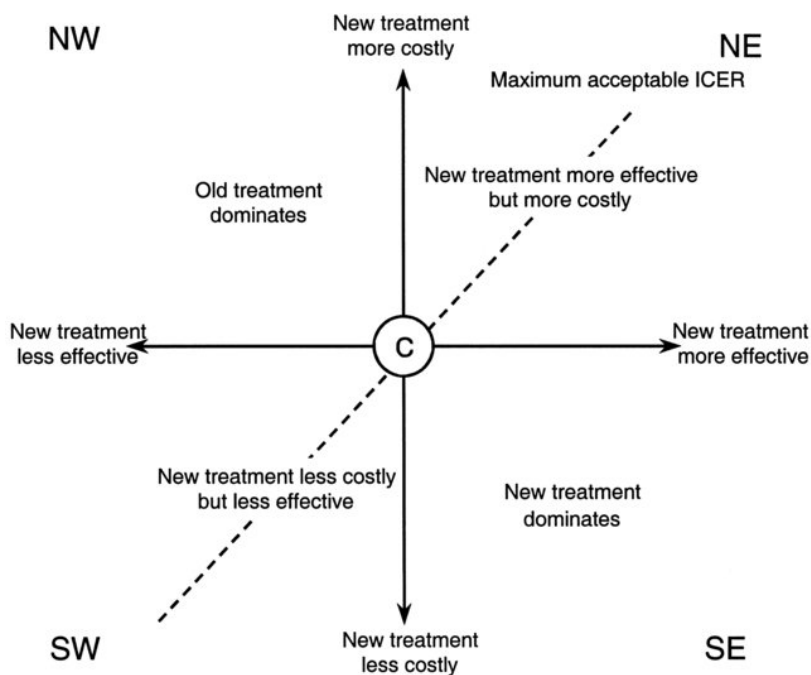 NW
New treatment
more costly
NE
Maximum acceptable ICER
Old treatment
dominates
New treatment more effective
but more costly
New treatment
less effective
C
New treatment
more effective
New treatment less costly
but less effective
New treatment
dominates
SW
New treatment
less costly
SE